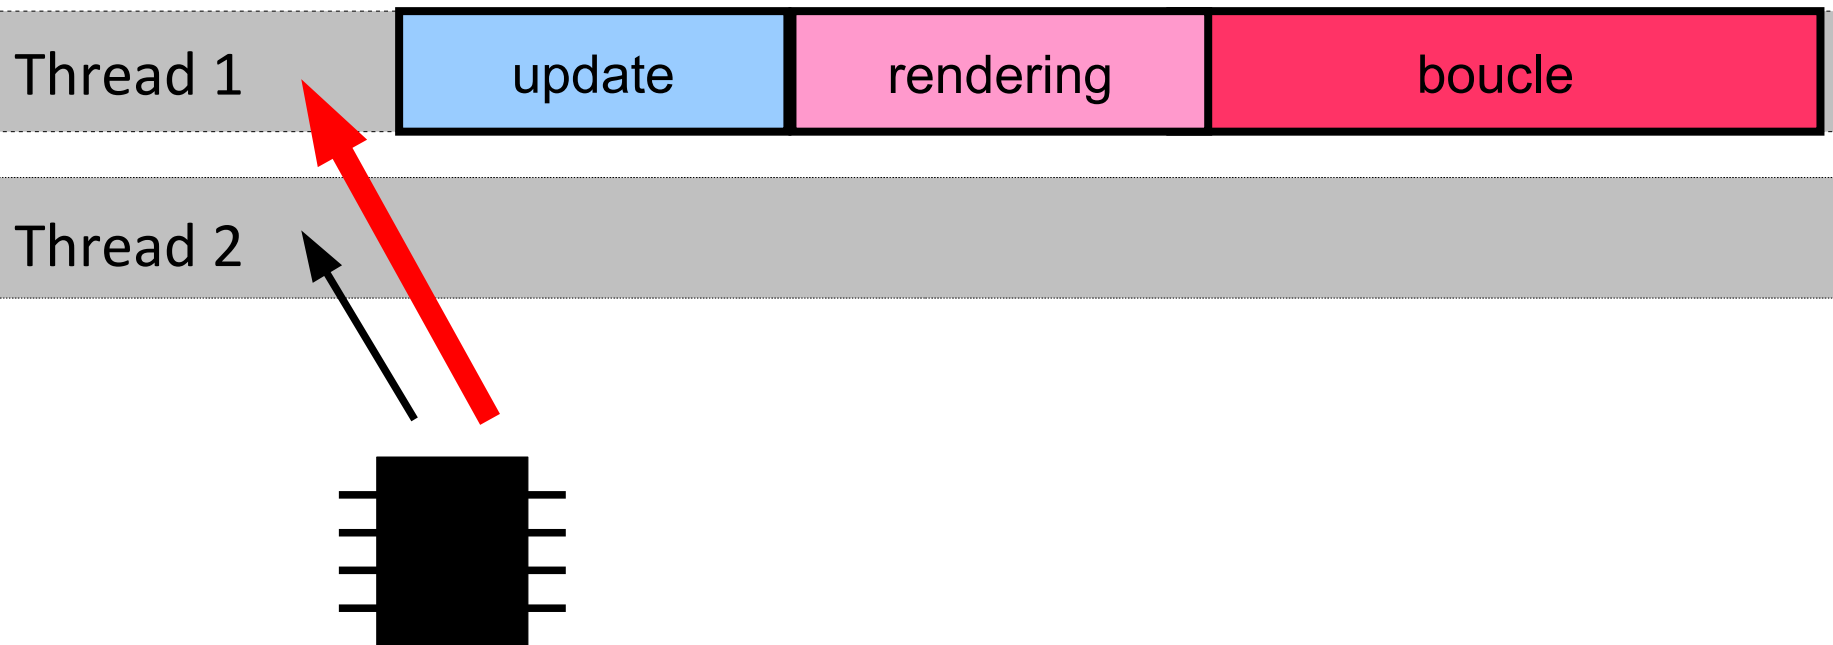 Thread 1
update
rendering
boucle
Thread 2